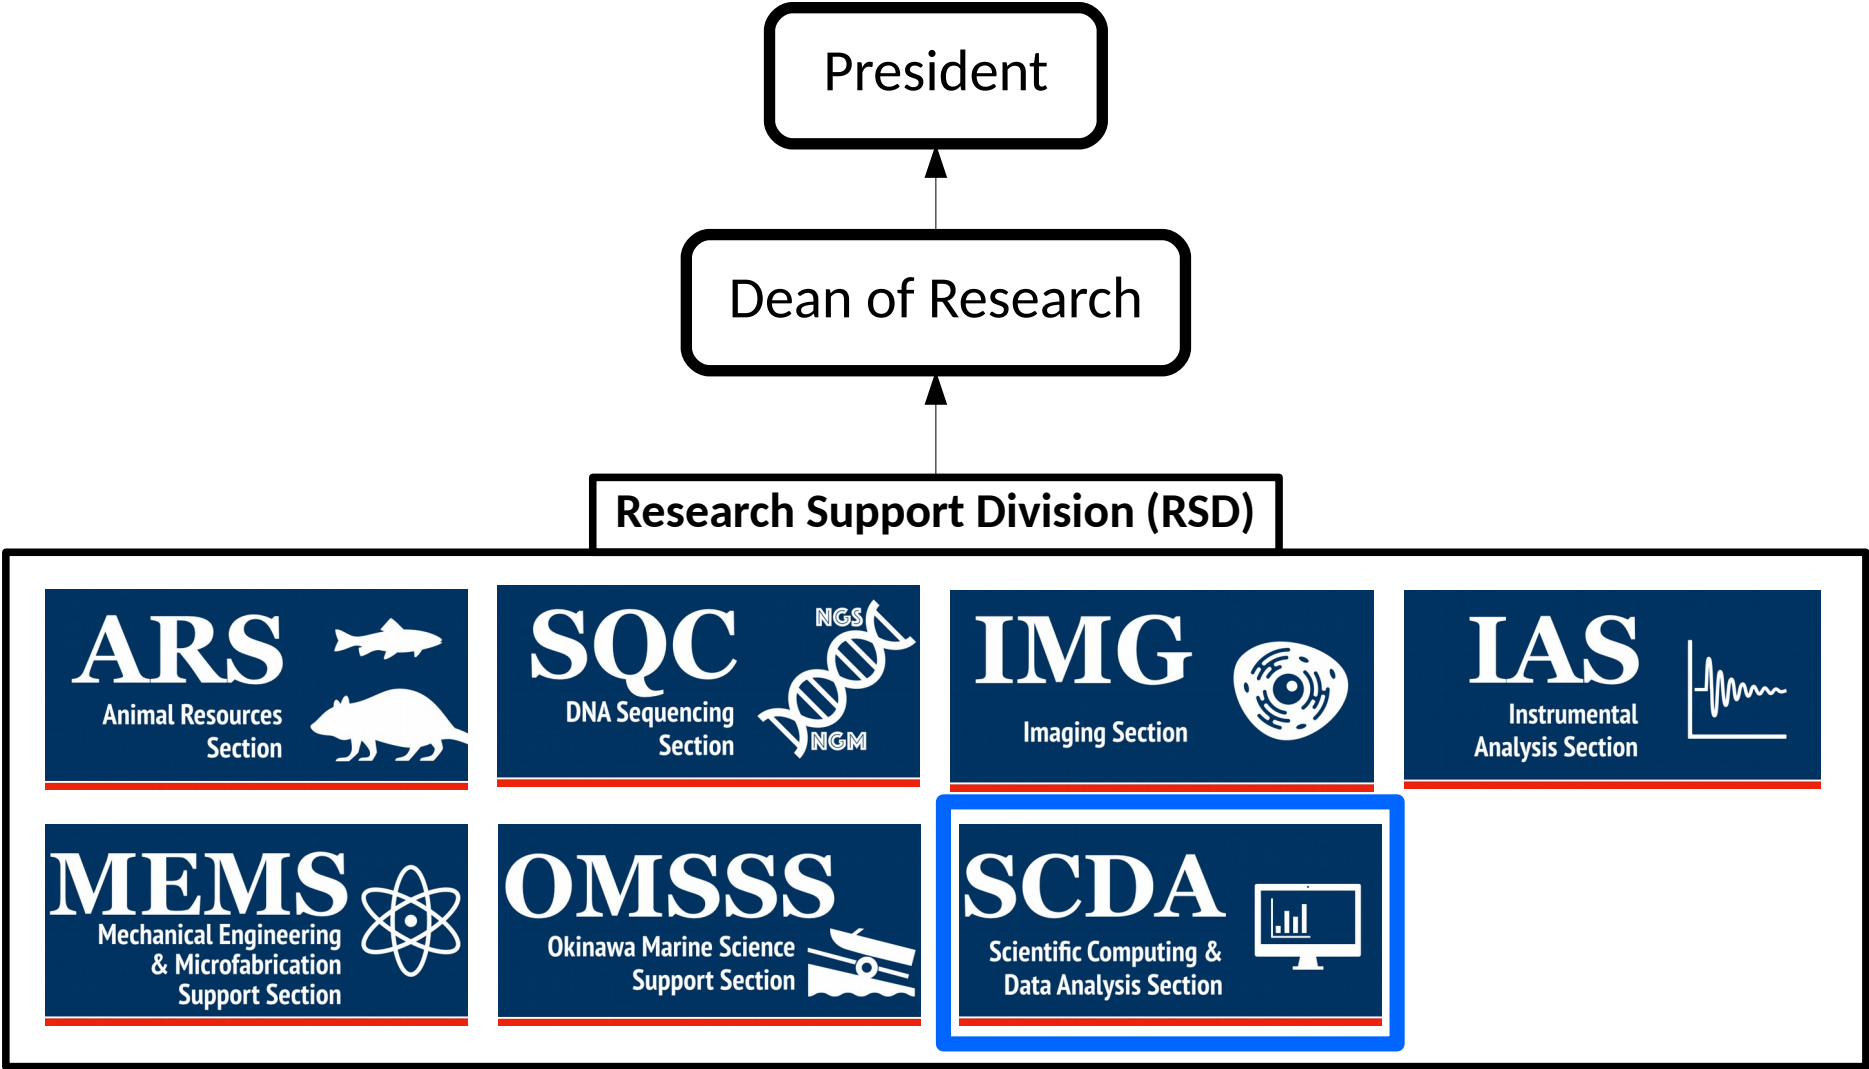 President
Dean of Research
Research Support Division (RSD)
ARS
Animal Resources
Section
SQC
DNA Sequencing
Section
NGS
NGM
IMG
Imaging Section
IAS
Instrumental
Analysis Section
MEMS
Mechanical Engineering
& Microfabrication
Support Section
OMSSS
Okinawa Marine Science
Support Section
SCDA
Scientific Computing &
Data Analysis Section